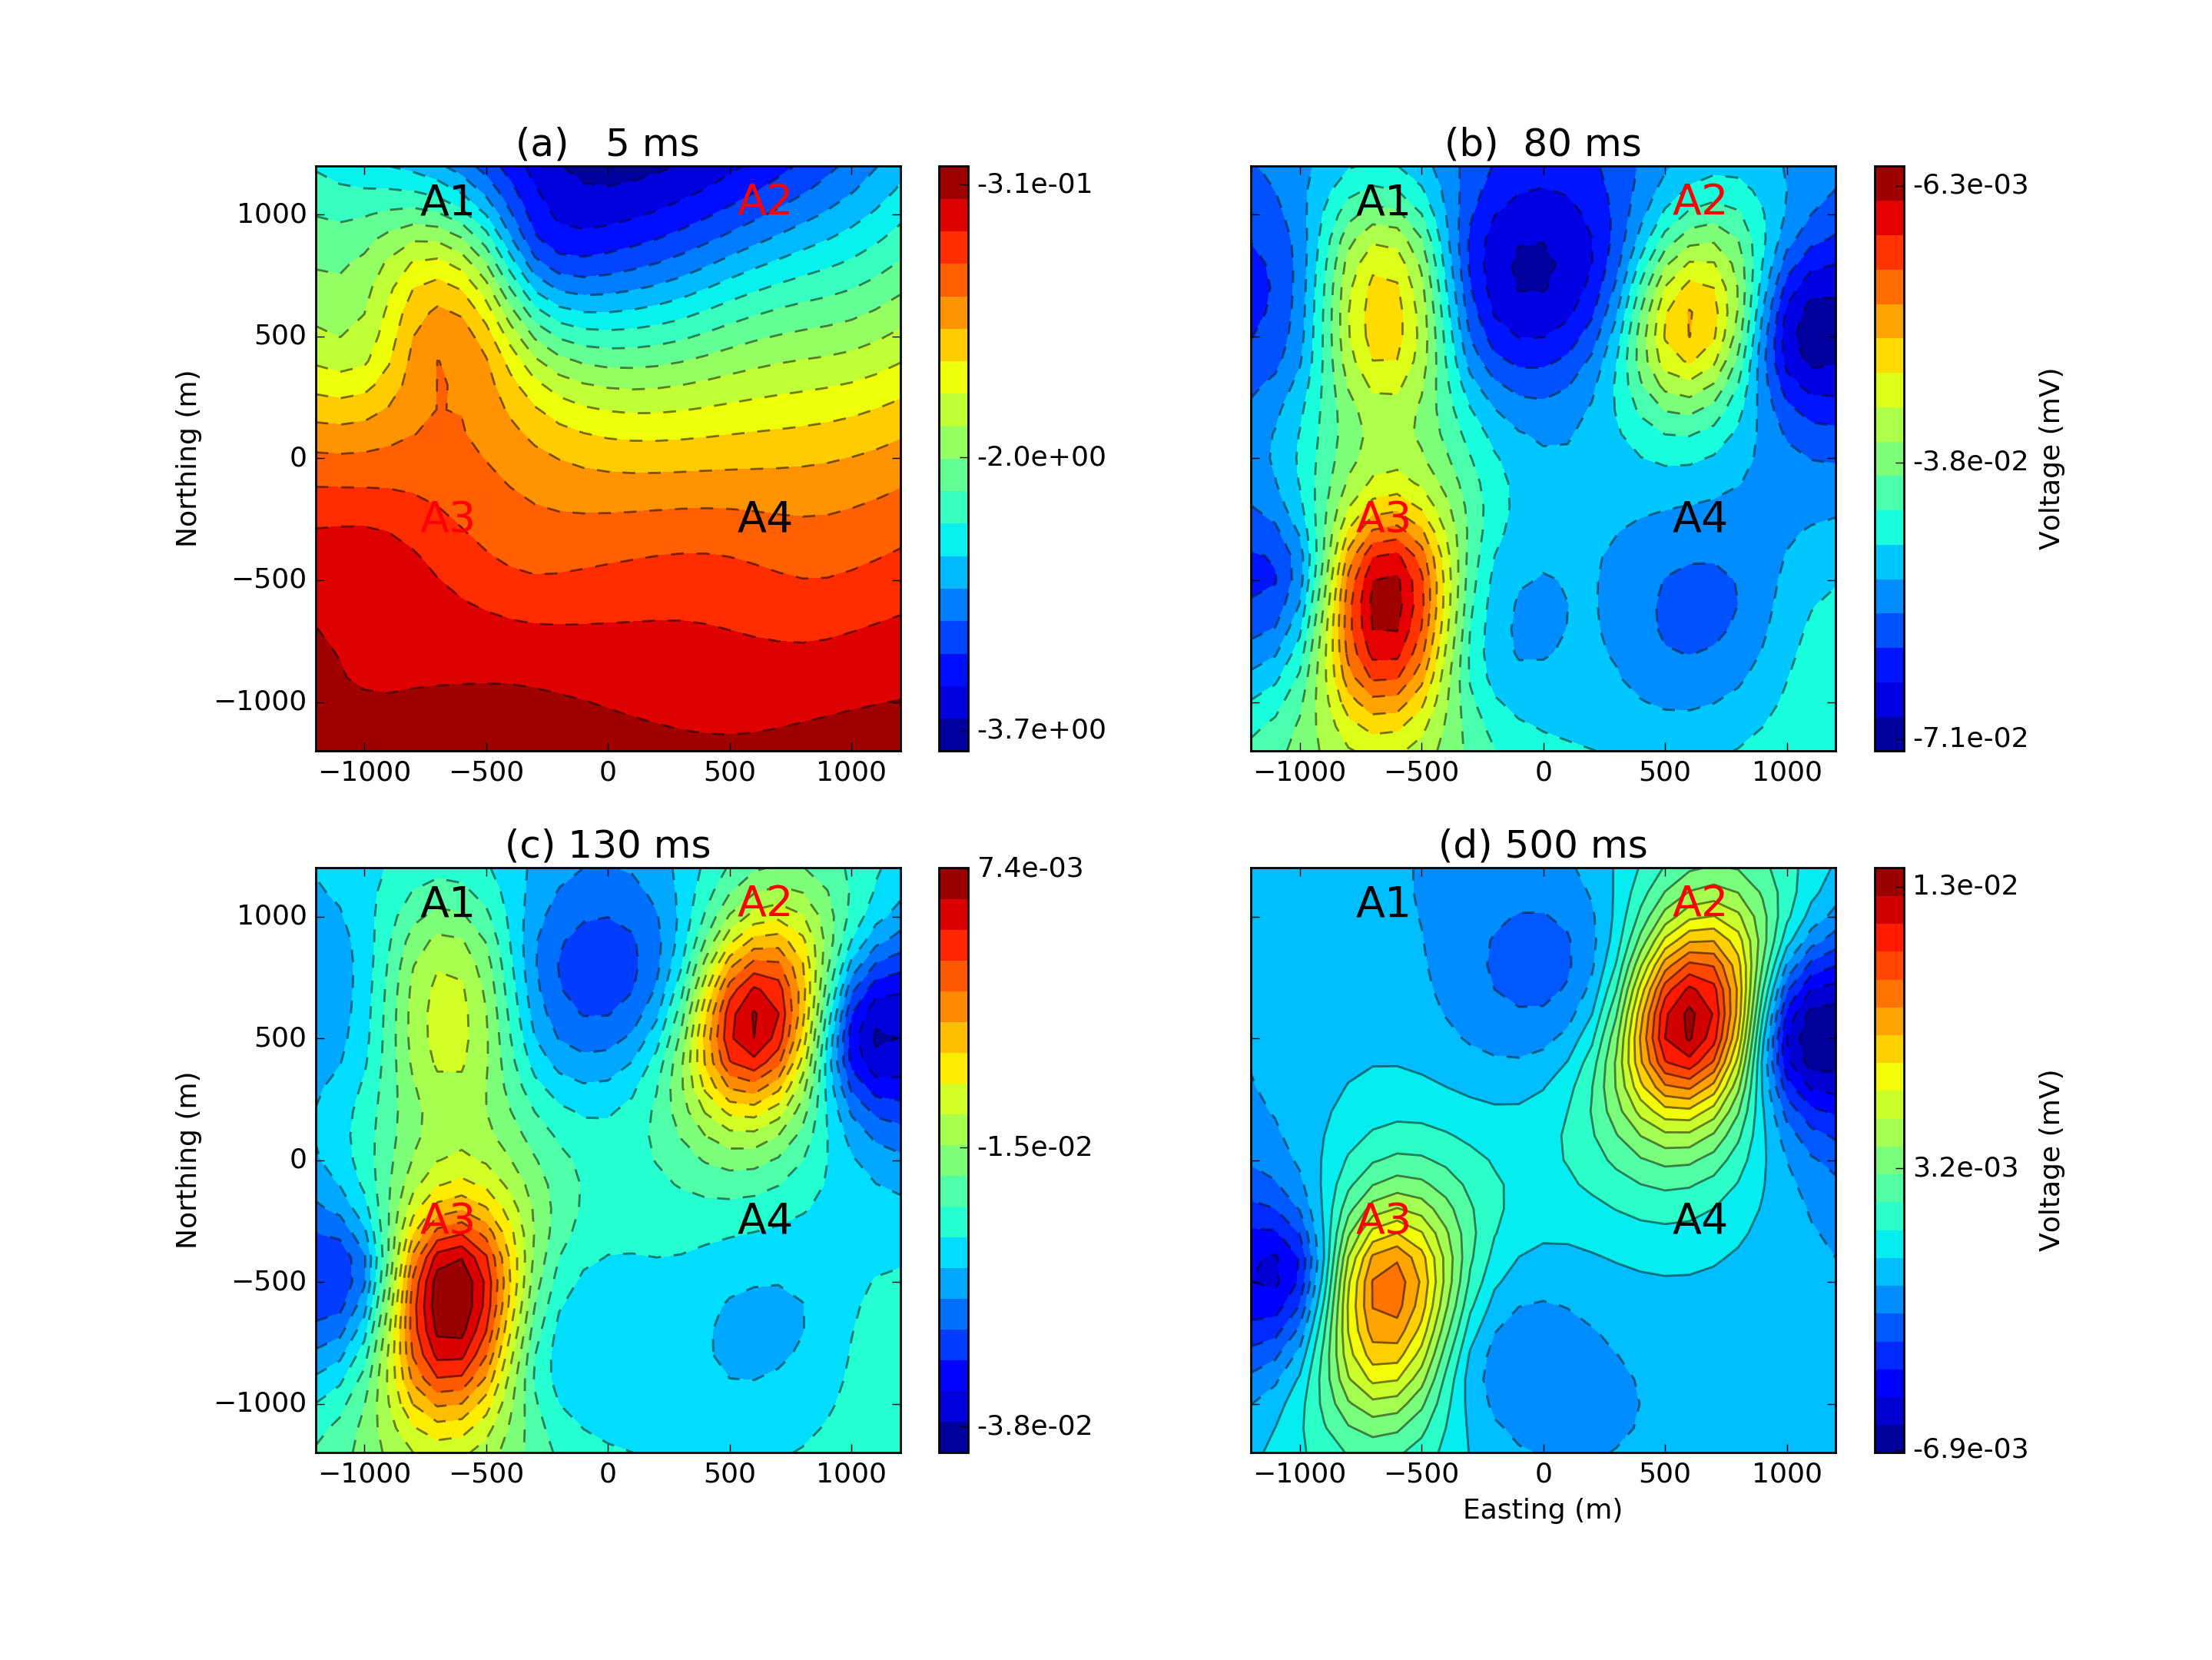 (a)   5 ms
A1
A2
A3
A4
1000
500
0
−500
−1000
Northing (m)
−1000 −500 0 500 1000
-3.1e-01
-2.0e+00
-3.7e+00
(b)  80 ms
A1
A2
A3
A4
−1000 −500 0 500 1000
-6.3e-03
-3.8e-02
-7.1e-02
Voltage (mV)
(c) 130 ms
A1
A2
A3
A4
1000
500
0
−500
−1000
Northing (m)
−1000 −500 0 500 1000
7.4e-03
-1.5e-02
-3.8e-02
(d) 500 ms
A1
A2
A3
A4
−1000 −500 0 500 1000
Easting (m)
1.3e-02
3.2e-03
-6.9e-03
Voltage (mV)